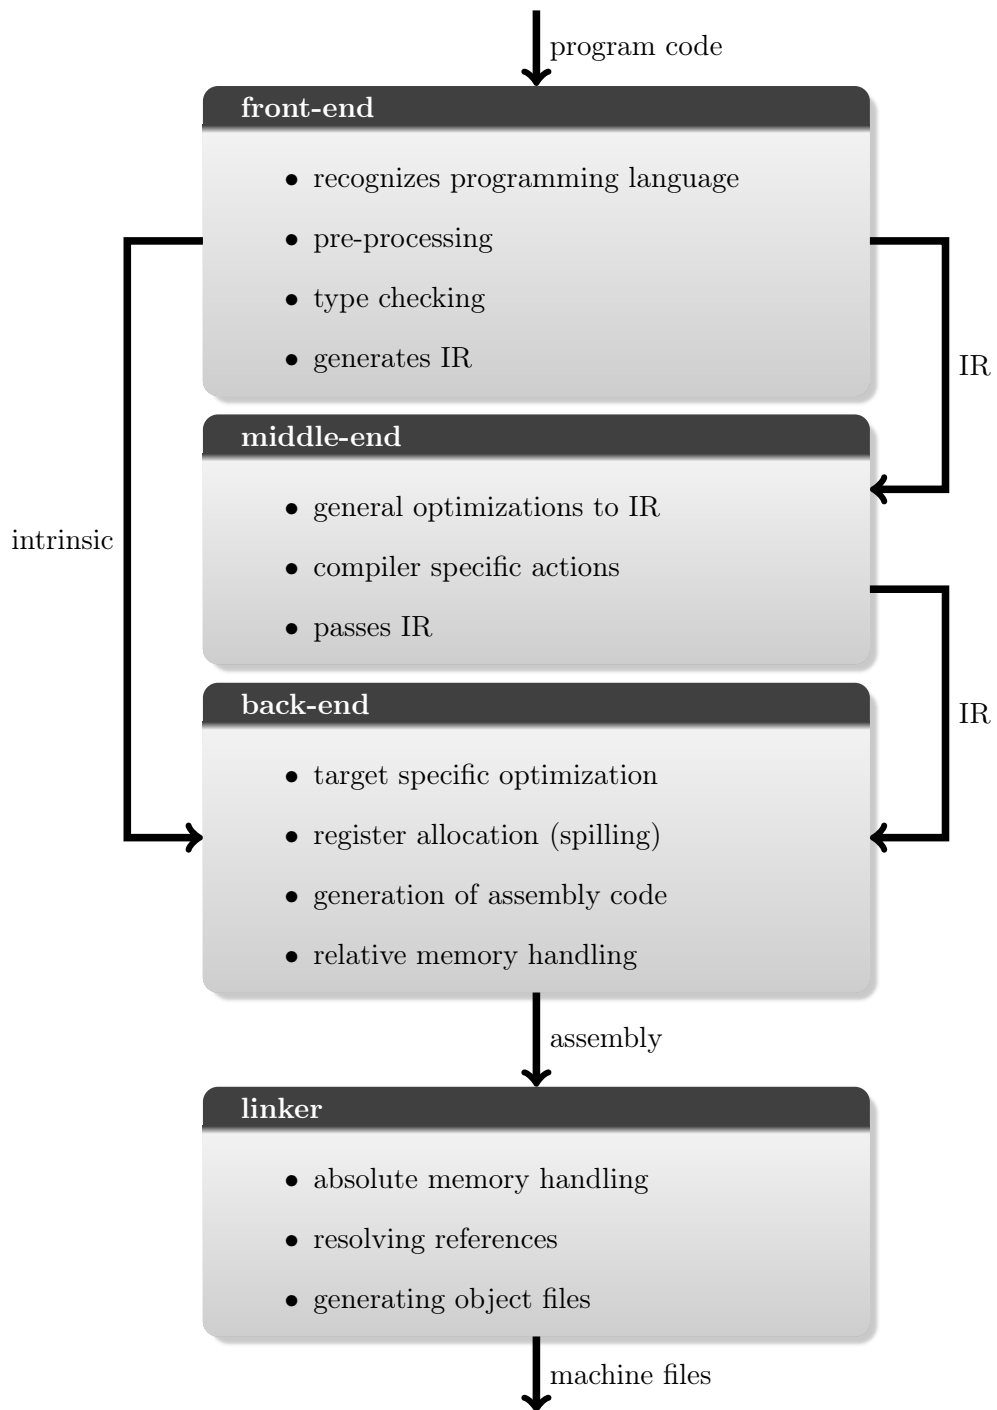 program code
front-end
• recognizes programming language
• pre-processing
• type checking
• generates IR
IR
middle-end
• general optimizations to IR
intrinsic
• compiler specific actions
• passes IR
back-end
IR
• target specific optimization
• register allocation (spilling)
• generation of assembly code
• relative memory handling
assembly
linker
• absolute memory handling
• resolving references
• generating object files
machine files